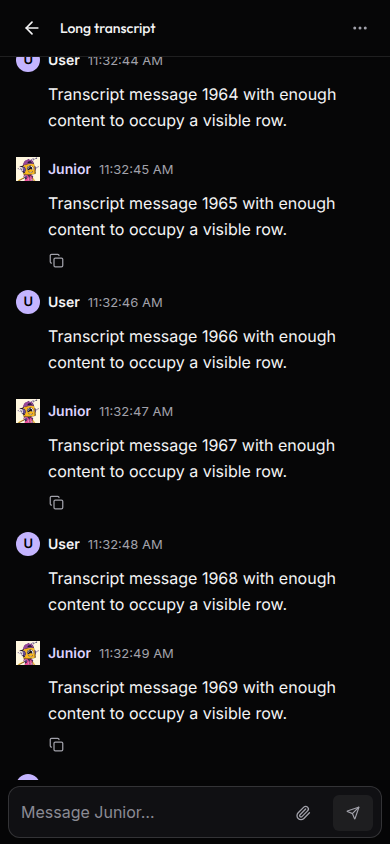 Long transcript
U User 11:32:44 AM
Transcript message 1964 with enough
content to occupy a visible row.
Junior 11:32:45 AM
Transcript message 1965 with enough
content to occupy a visible row.
U User 11:32:46 AM
Transcript message 1966 with enough
content to occupy a visible row.
Junior 11:32:47 AM
Transcript message 1967 with enough
content to occupy a visible row.
U User 11:32:48 AM
Transcript message 1968 with enough
content to occupy a visible row.
Junior 11:32:49 AM
Transcript message 1969 with enough
content to occupy a visible row.
Message Junior...